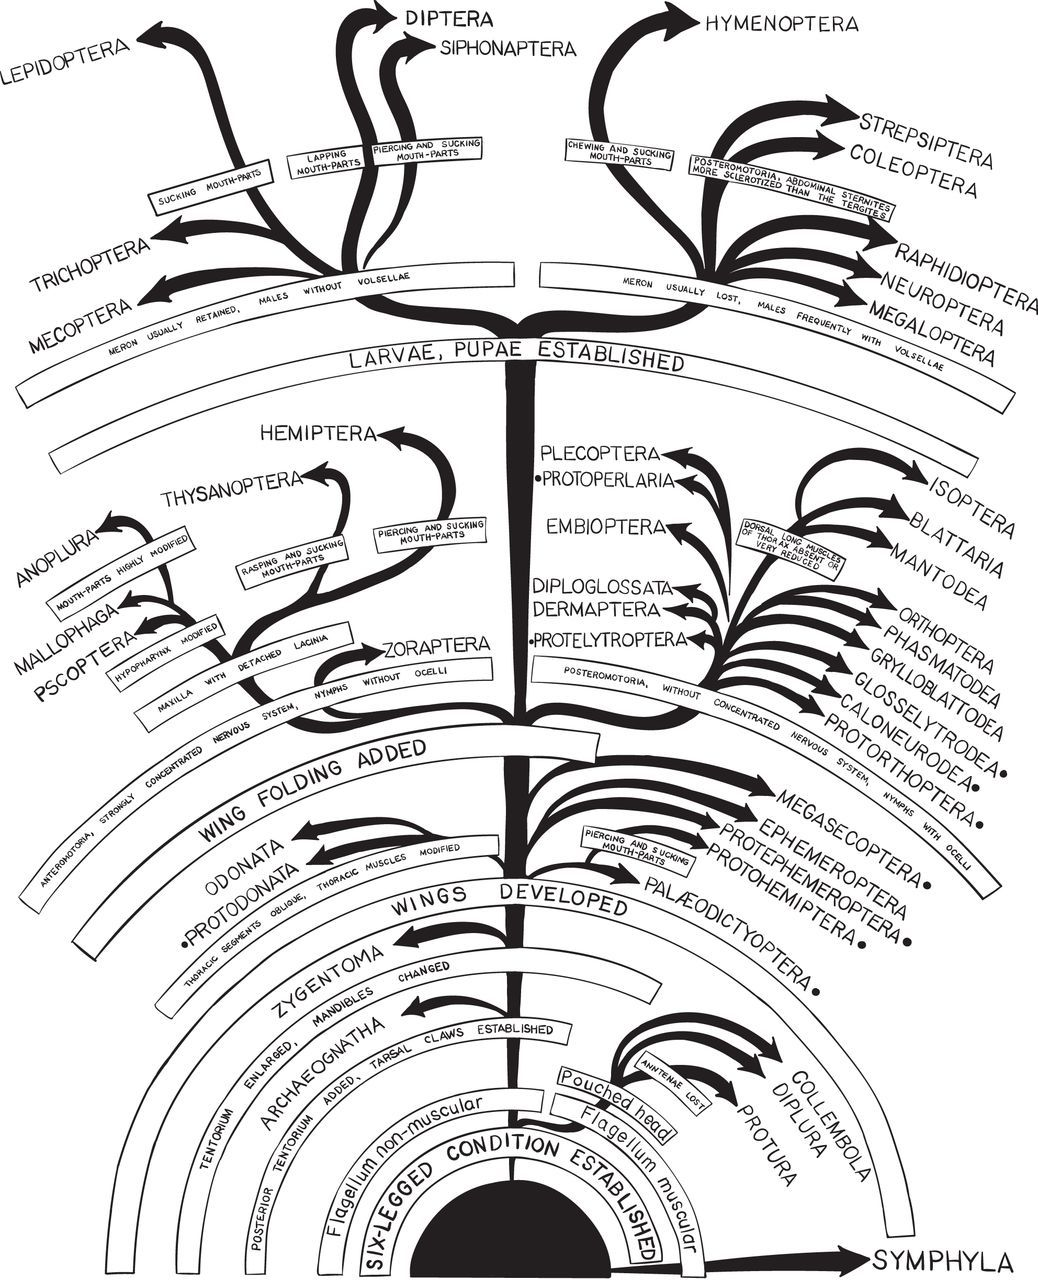 DIPTERA
SIPHONAPTERA
LEPIDOPTERA
HYMENOPTERA
STREPSIPTERA
COLEOPTERA
LAPPING
MOUTH-PARTS
PIERCING AND SUCKING
MOUTH-PARTS
CHEWING AND SUCKING
MOUTH-PARTS
SUCKING MOUTH-PARTS
POSTEROMOTORIA, ABDOMINAL STERNITES
MORE SCLEROTIZED THAN THE TERGITES
TRICHOPTERA
MECOPTERA
RAPHIDIOPTERA
NEUROPTERA
MEGALOPTERA
MERON USUALLY RETAINED, MALES WITHOUT VOLSELLAE
MERON USUALLY LOST, MALES FREQUENTLY WITH VOLSELLAE
LARVAE, PUPAE ESTABLISHED
HEMIPTERA
THYSANOPTERA
ANOPLURA
PIERCING AND SUCKING
MOUTH-PARTS
RASPING AND SUCKING
MOUTH-PARTS
MOUTH-PARTS HIGHLY MODIFIED
MALLOPHAGA
PSCOPTERA
HYPOPHARYNX MODIFIED
MAXILLA WITH DETACHED LACINIA
ZORAPTERA
PLECOPTERA
•PROTOPERLARIA
EMBIOPTERA
DIPLOGLOSSATA
DERMAPTERA
•PROTELYTROPTERA
DORSAL LONG MUSCLES
OF THORAX ABSENT OR
VERY REDUCED
ISOPTERA
BLATTARIA
MANTODEA
ORTHOPTERA
PHASMATODEA
GRYLLOBLATTODEA
GLOSSELYTRODEA•
CALONEURODEA•
PROTORTHOPTERA•
ANTEROMOTORIA, STRONGLY CONCENTRATED NERVOUS SYSTEM, NYMPHS WITHOUT OCELLI
POSTEROMOTORIA, WITHOUT CONCENTRATED NERVOUS SYSTEM, NYMPHS WITH OCELLI
WING FOLDING ADDED
ODONATA
•PROTODONATA
THORACIC SEGMENTS OBLIQUE, THORACIC MUSCLES MODIFIED
MEGASECOPTERA•
EPHEMEROPTERA
PROTEPHEMEROPTERA•
PROTOHEMIPTERA•
PIERCING AND SUCKING
MOUTH-PARTS
PALÆODICTYOPTERA•
WINGS DEVELOPED
ZYGENTOMA
TENTORIUM ENLARGED, MANDIBLES CHANGED
ARCHAEOGNATHA
POSTERIOR TENTORIUM ADDED, TARSAL CLAWS ESTABLISHED
ANNTENAE LOST
COLLEMBOLA
DIPLURA
PROTURA
Pouched head
Flagellum non-muscular
Flagellum muscular
SIX-LEGGED CONDITION ESTABLISHED
SYMPHYLA